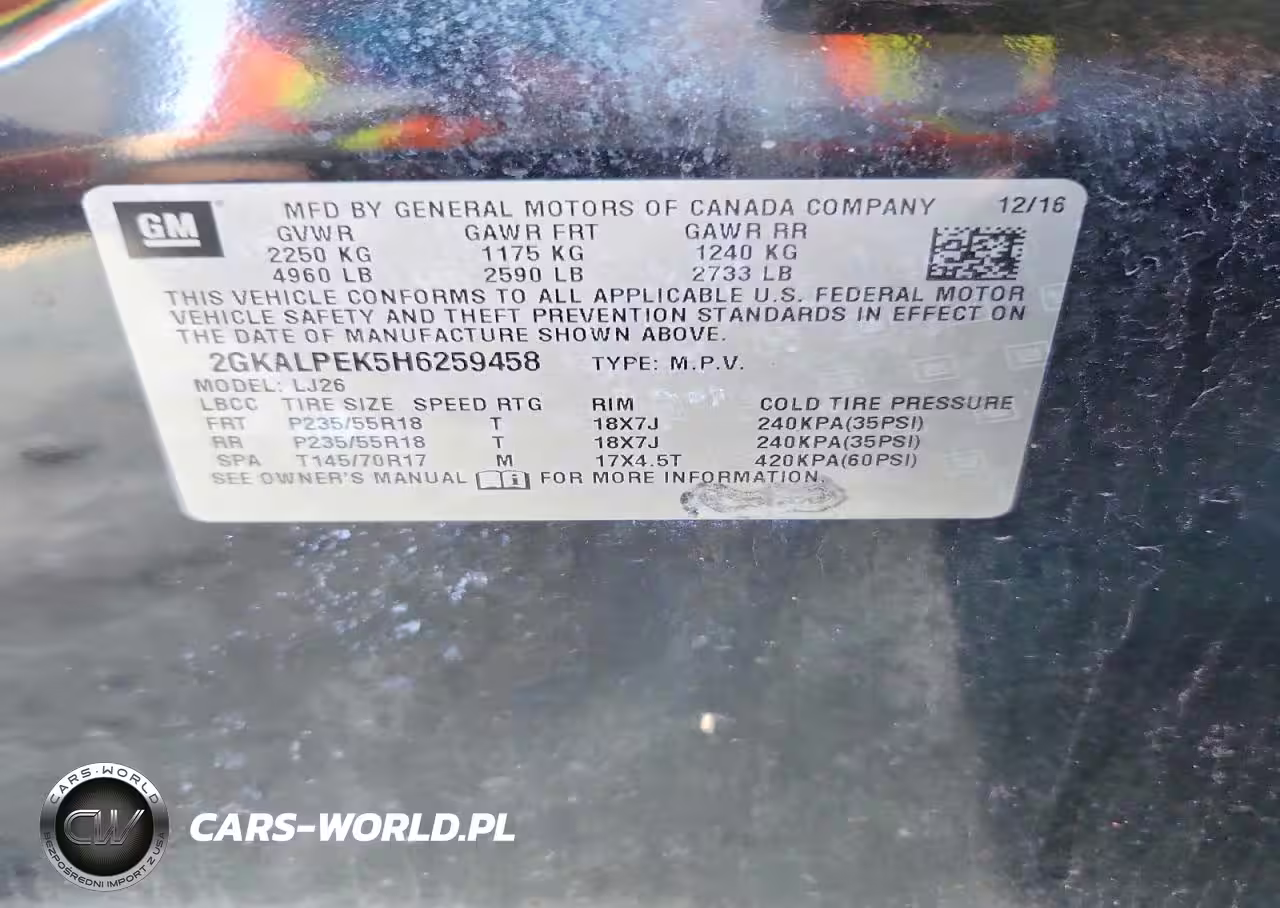 GM
MFD BY GENERAL MOTORS OF CANADA COMPANY 12/16
GVWR GAWR FRT GAWR RR
2250 KG 1175 KG 1240 KG
4960 LB 2590 LB 2733 LB
THIS VEHICLE CONFORMS TO ALL APPLICABLE U.S. FEDERAL MOTOR
VEHICLE SAFETY AND THEFT PREVENTION STANDARDS IN EFFECT ON
THE DATE OF MANUFACTURE SHOWN ABOVE.
2GKALPEK5H6259458 TYPE: M.P.V.
MODEL: LJ26
LBCC TIRE SIZE SPEED RTG RIM COLD TIRE PRESSURE
FRT P235/55R18 T 18X7J 240KPA(35PSI)
RR P235/55R18 T 18X7J 240KPA(35PSI)
SPA T145/70R17 M 17X4.5T 420KPA(60PSI)
SEE OWNER'S MANUAL i FOR MORE INFORMATION.
CARS-WORLD
CW
BEZPOŚREDNI IMPORT Z USA
CARS-WORLD.PL